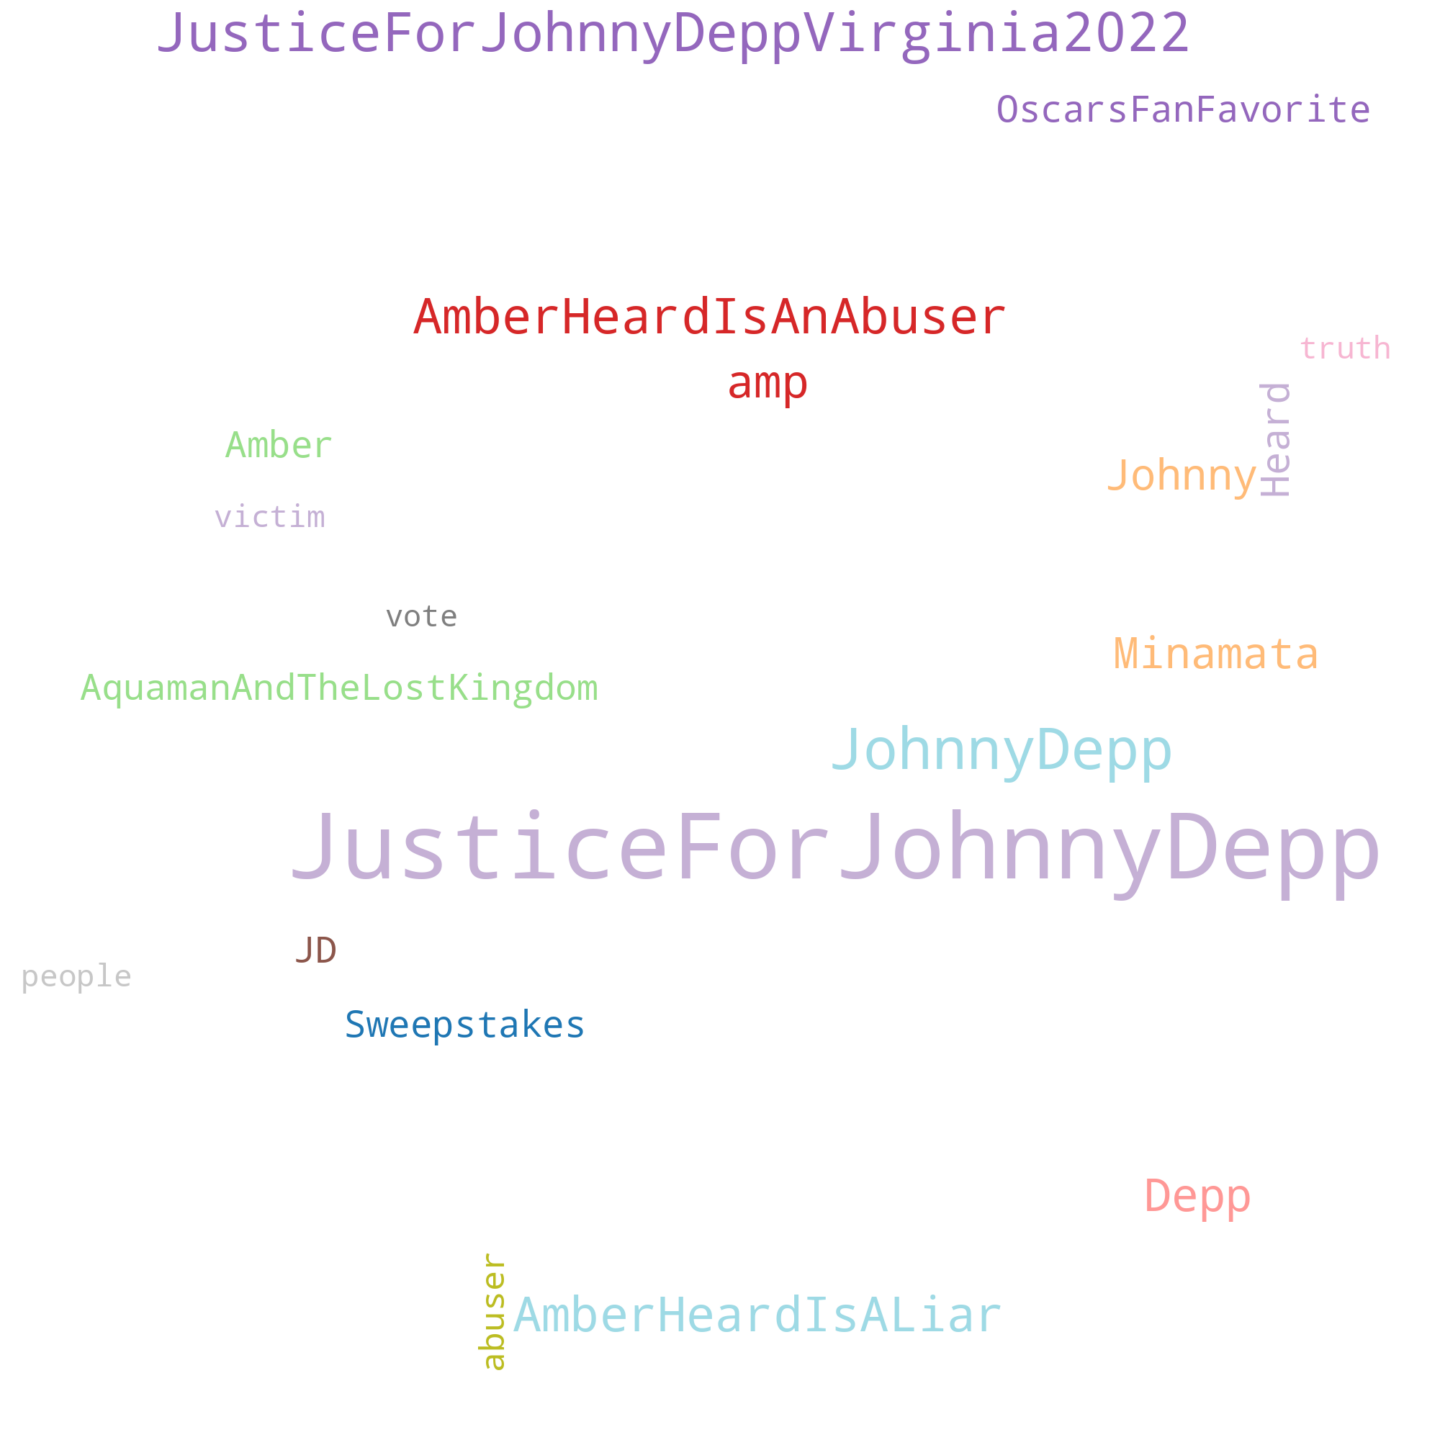 JusticeForJohnnyDeppVirginia2022
OscarsFanFavorite
AmberHeardIsAnAbuser
truth
amp
Heard
Amber
Johnny
victim
vote
Minamata
AquamanAndTheLostKingdom
JohnnyDepp
JusticeForJohnnyDepp
JD
people
Sweepstakes
Depp
abuser
AmberHeardIsALiar